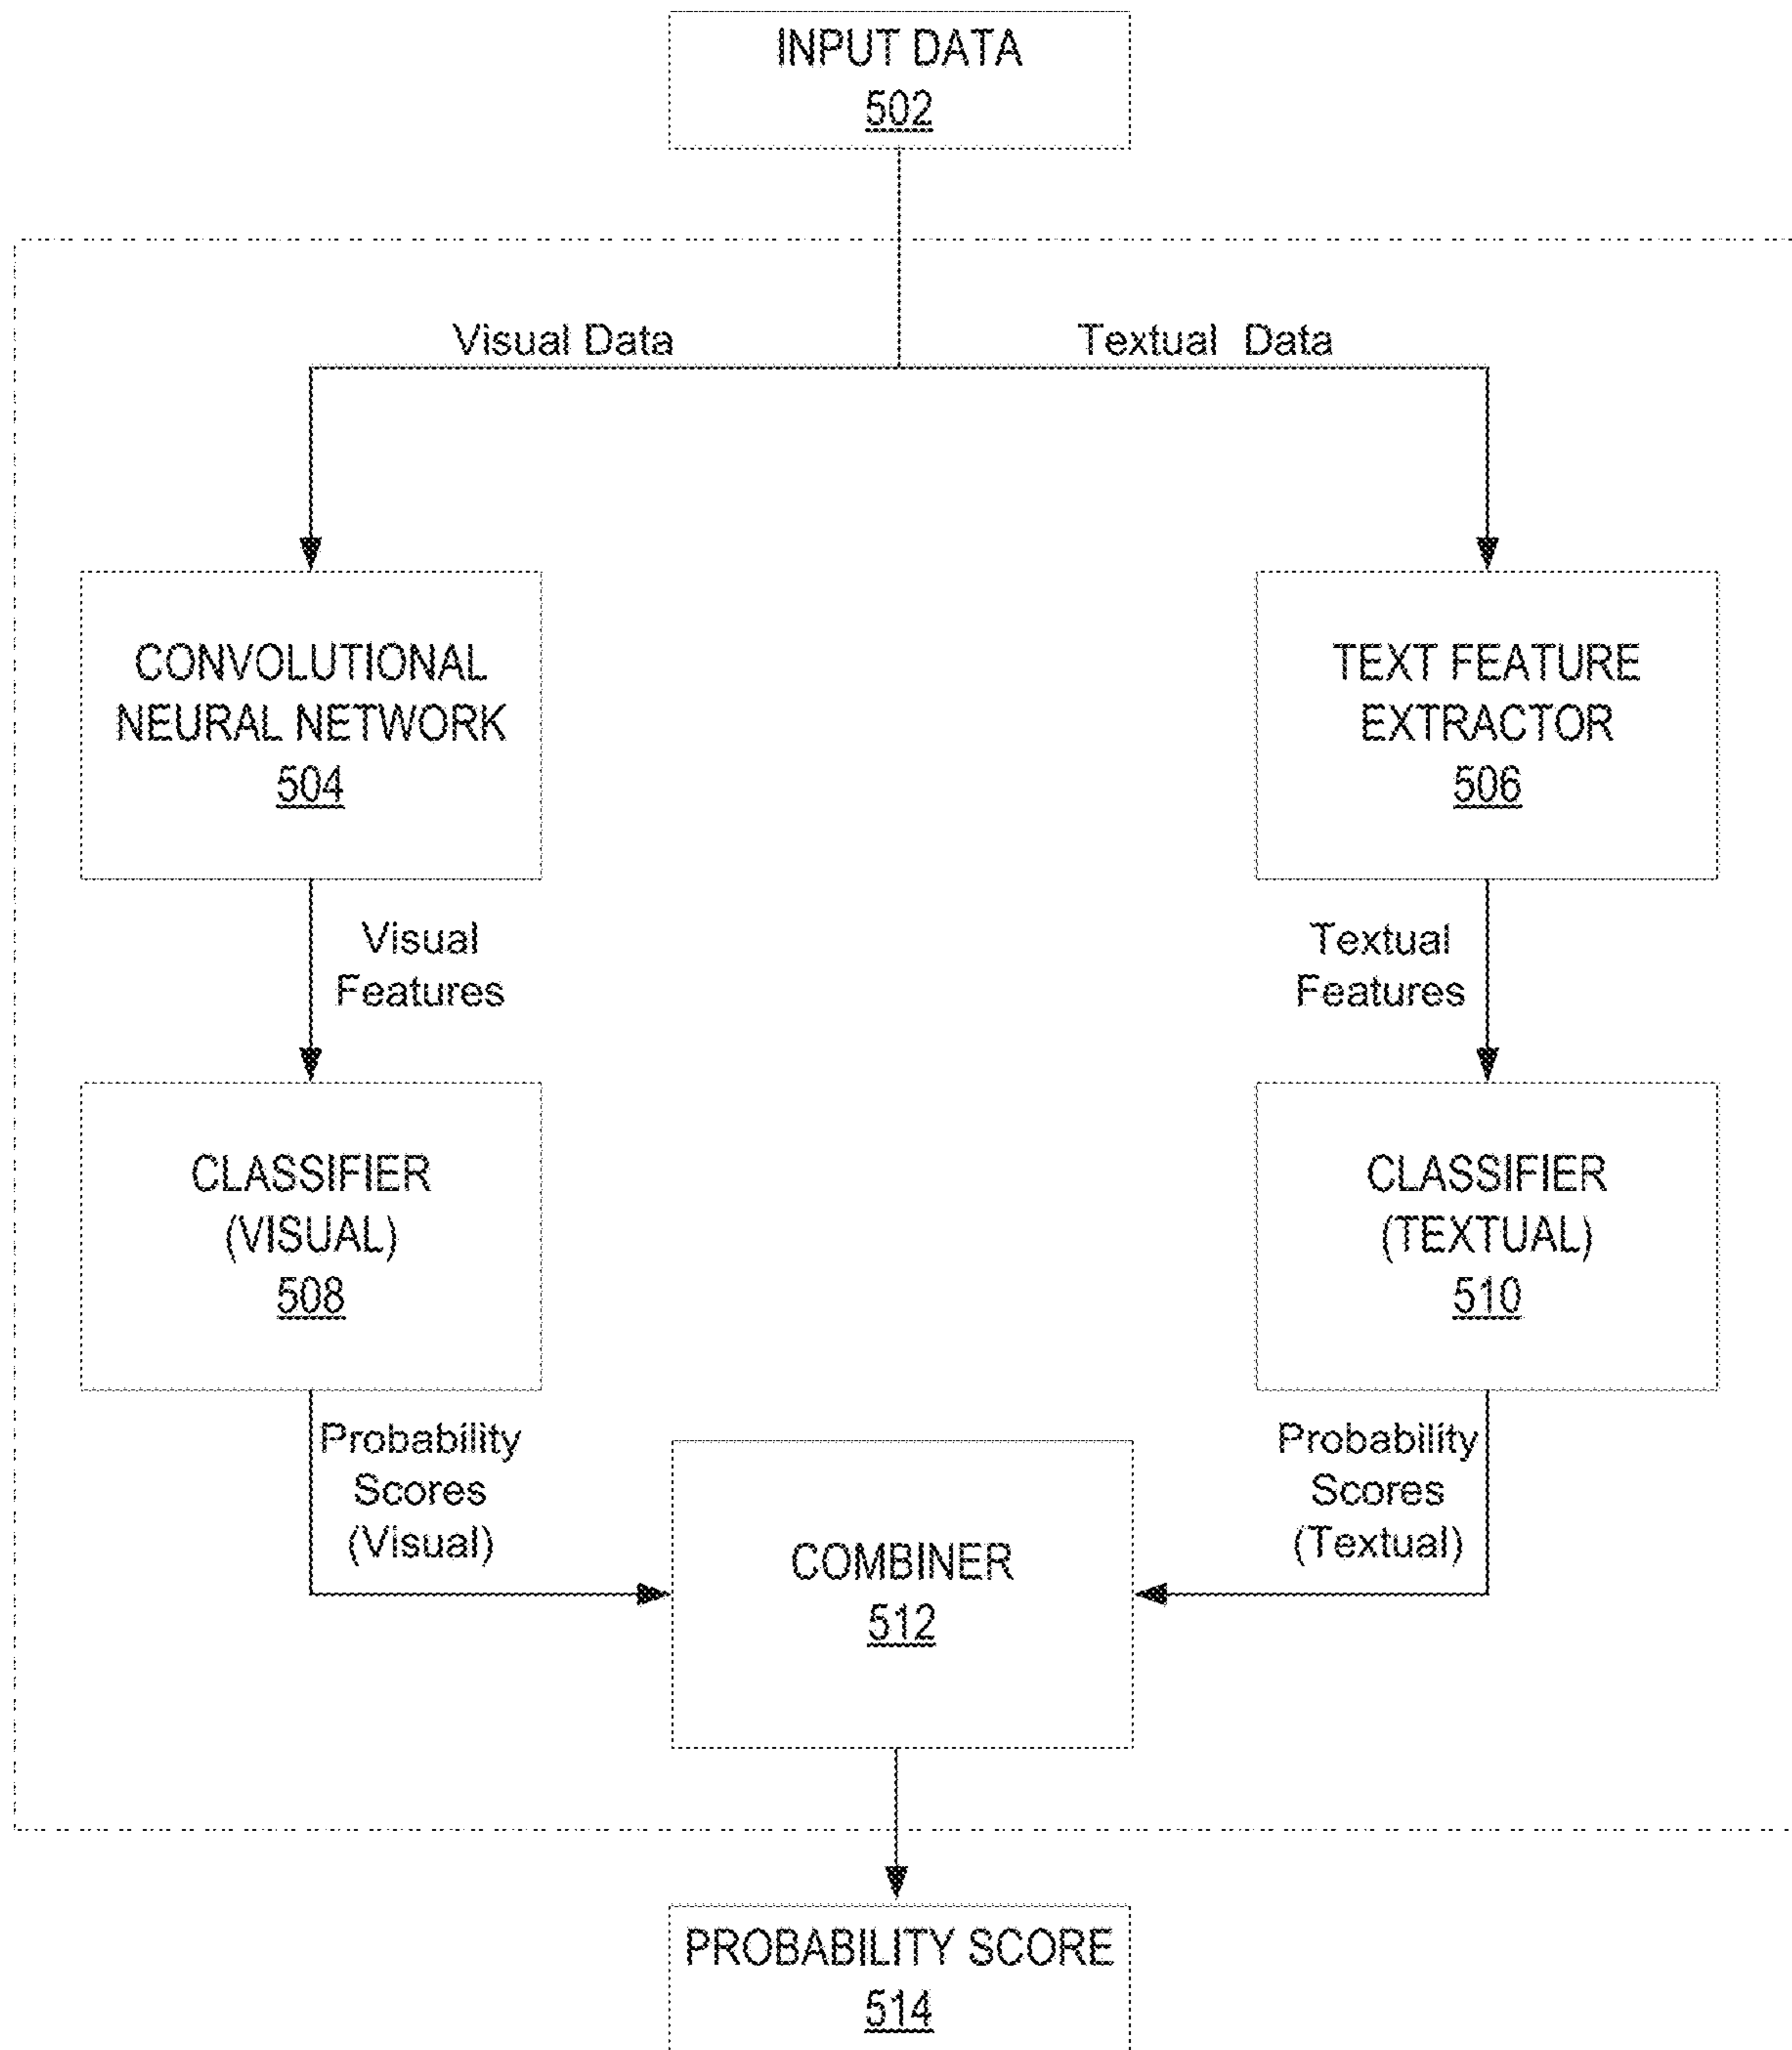 INPUT DATA
502
Visual Data
Textual Data
CONVOLUTIONAL
NEURAL NETWORK
504
TEXT FEATURE
EXTRACTOR
506
Visual
Features
Textual
Features
CLASSIFIER
(VISUAL)
508
CLASSIFIER
(TEXTUAL)
510
Probability
Scores
(Visual)
Probability
Scores
(Textual)
COMBINER
512
PROBABILITY SCORE
514